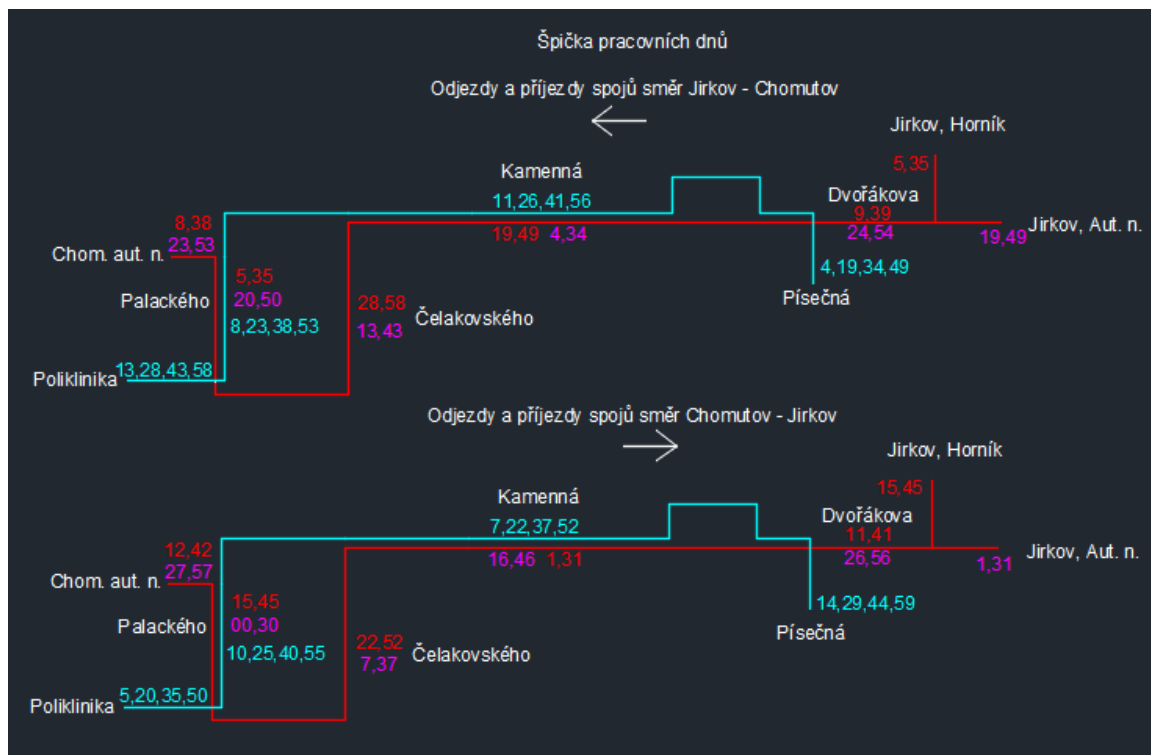 Špička pracovních dnů
Odjezdy a příjezdy spojů směr Jirkov - Chomutov
Jirkov, Horník
5,35
Kamenná
11,26,41,56
Dvořákova
9,39
24,54
19,49 4,34
Jirkov, Aut. n.
19,49
8,38
Chom. aut. n. 23,53
4,19,34,49
Písečná
5,35
Palackého 20,50
8,23,38,53
28,58
13,43
Čelakovského
Poliklinika 13,28,43,58
Odjezdy a příjezdy spojů směr Chomutov - Jirkov
Jirkov, Horník
15,45
Kamenná
7,22,37,52
Dvořákova
11,41
26,56
16,46 1,31
Jirkov, Aut. n.
1,31
12,42
Chom. aut. n. 27,57
14,29,44,59
Písečná
15,45
Palackého 00,30
10,25,40,55
22,52
7,37
Čelakovského
Poliklinika 5,20,35,50